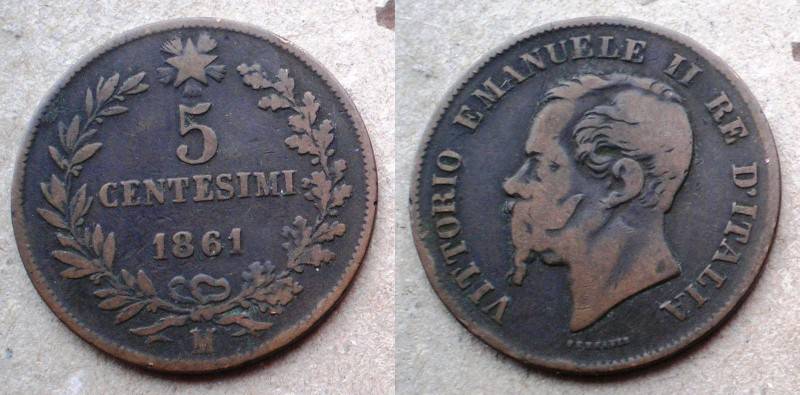 5
CENTESIMI
1861
M
VITTORIO EMANUELE II RE D'ITALIA